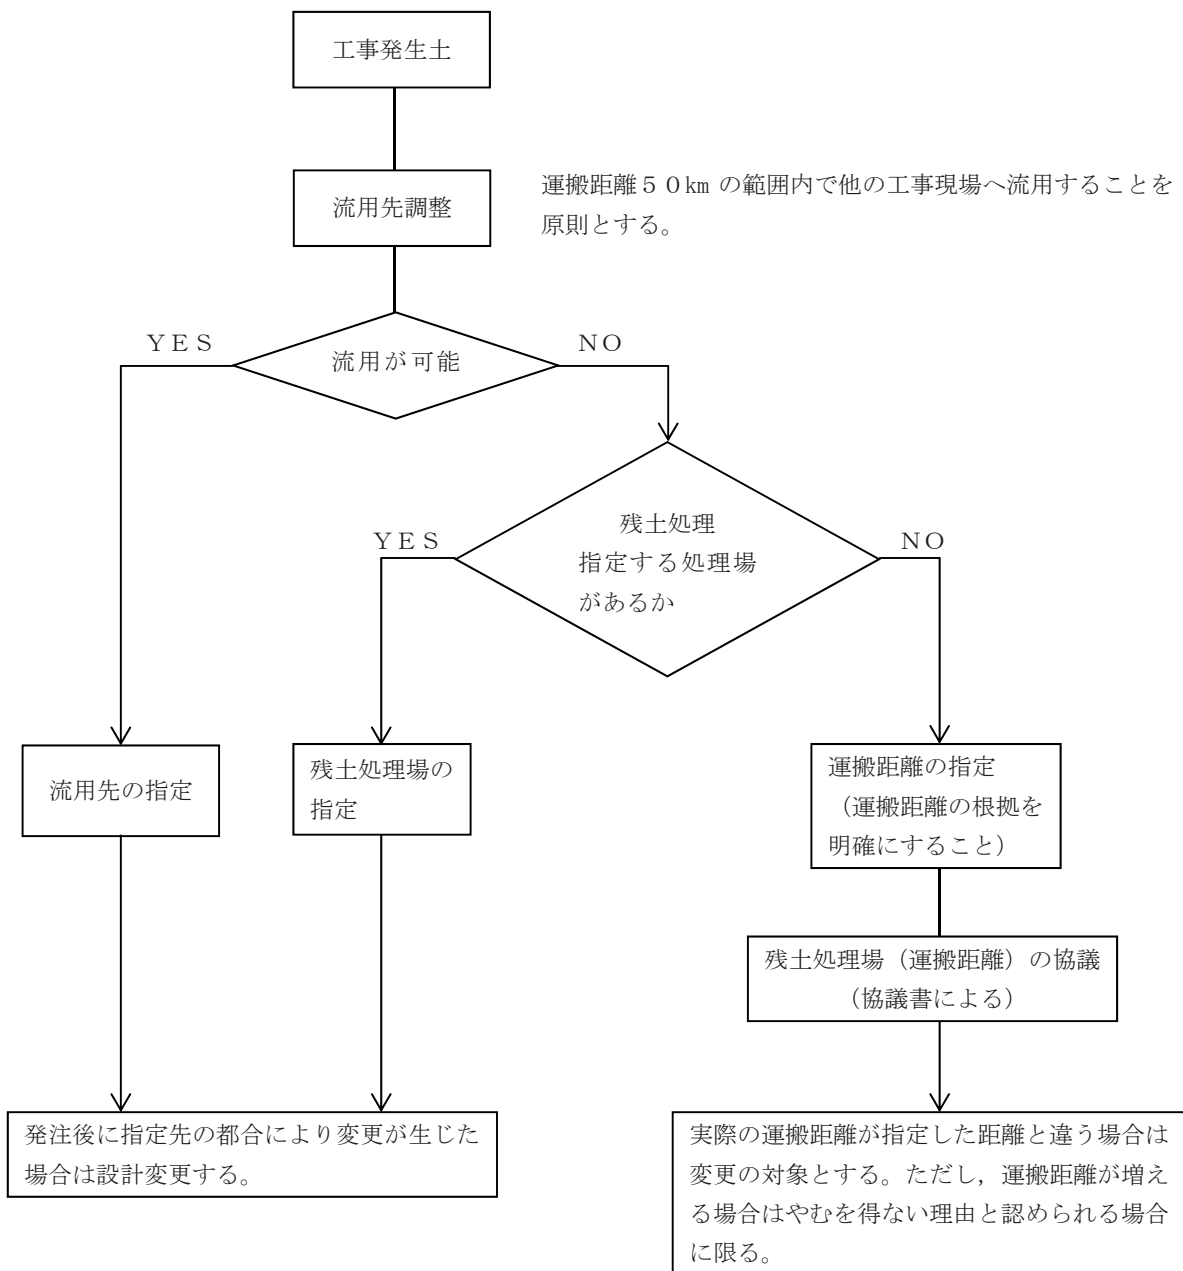 工事発生土
流用先調整
運搬距離５０㎞ の範囲内で他の工事現場へ流用することを
原則とする。
ＹＥＳ
流用が可能
ＮＯ
ＹＥＳ
残土処理
指定する処理場
があるか
ＮＯ
流用先の指定
残土処理場の
指定
運搬距離の指定
（運搬距離の根拠を
明確にすること）
残土処理場（運搬距離）の協議
（協議書による）
発注後に指定先の都合により変更が生じた
場合は設計変更する。
実際の運搬距離が指定した距離と違う場合は
変更の対象とする。ただし，運搬距離が増え
る場合はやむを得ない理由と認められる場合
に限る。